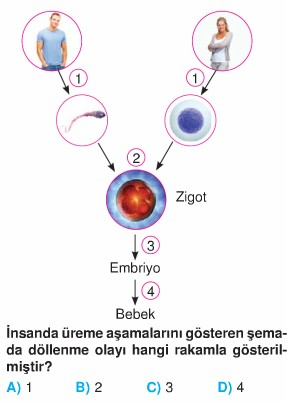 1
1
2
Zigot
3
Embriyo
4
Bebek
İnsanda üreme aşamalarını gösteren şema-
da döllenme olayı hangi rakamla gösteril-
miştir?
A) 1 B) 2 C) 3 D) 4